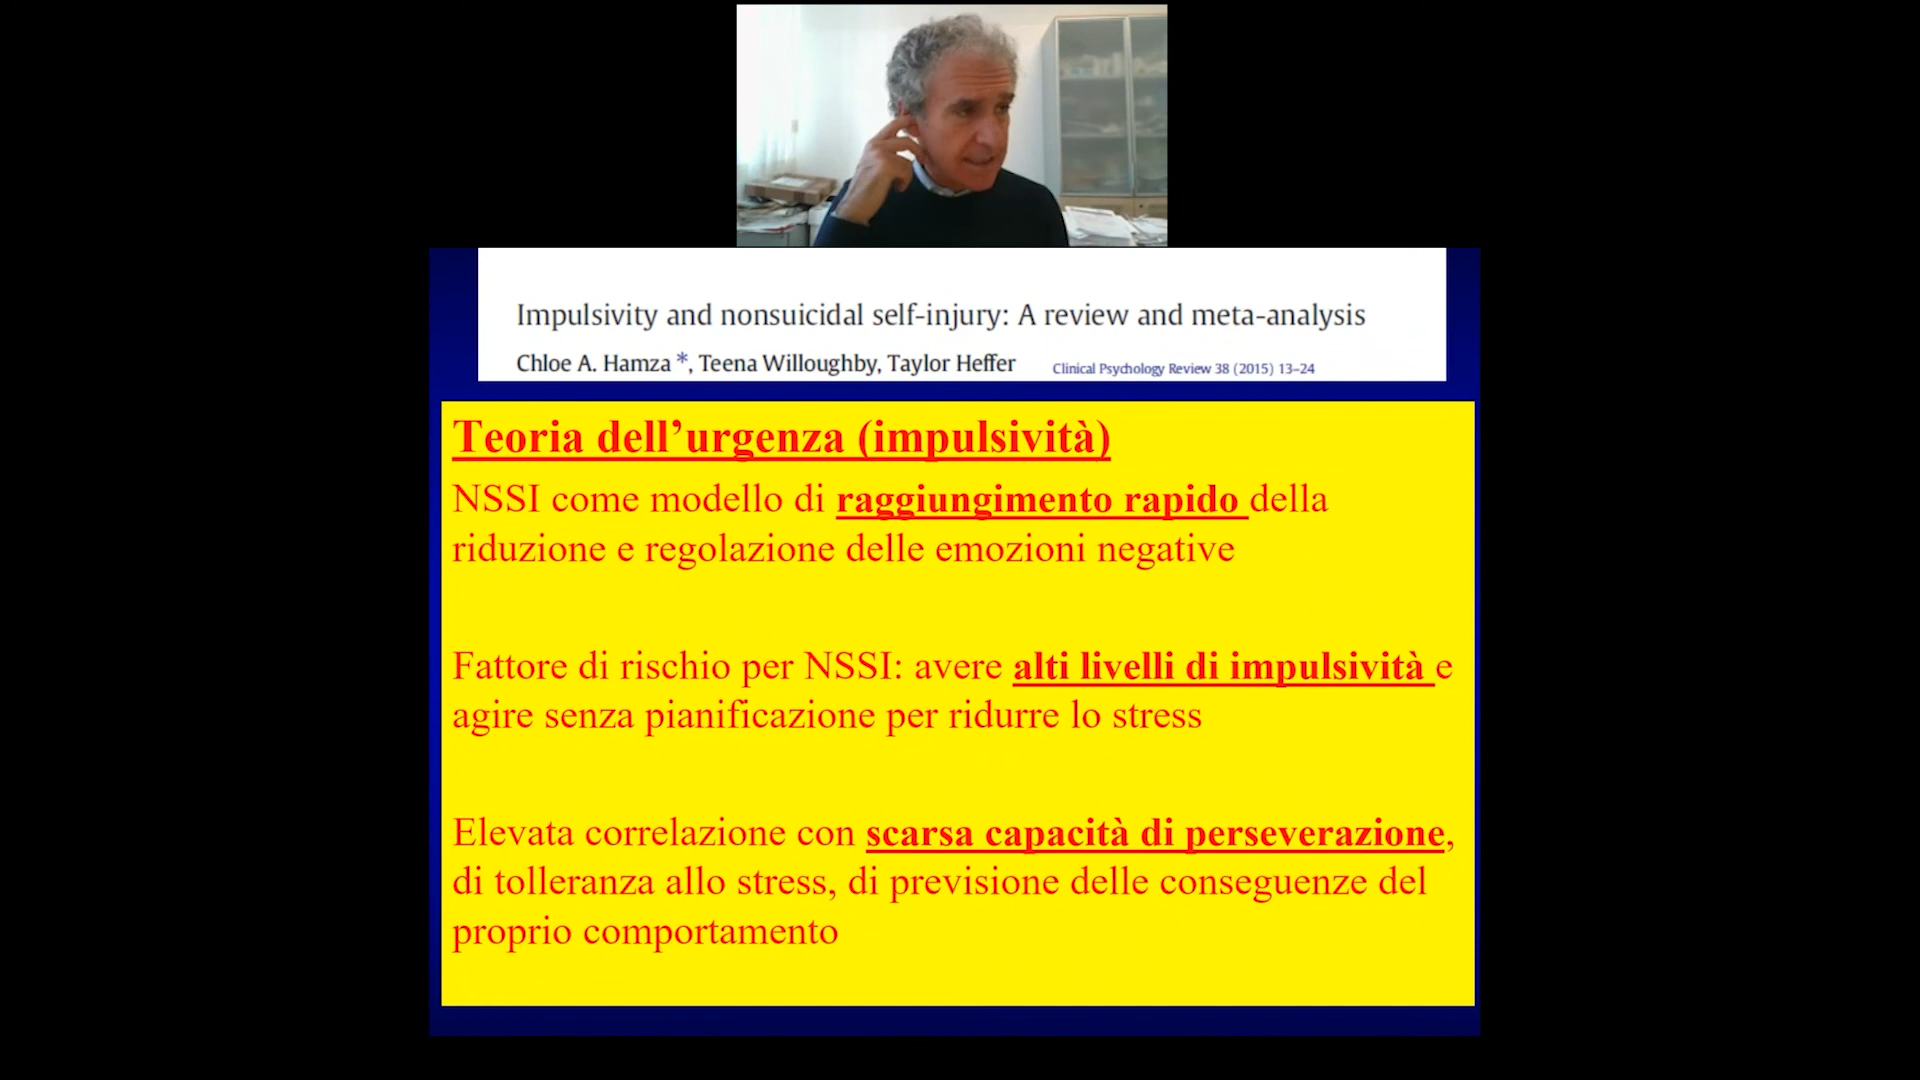 Impulsivity and nonsuicidal self-injury: A review and meta-analysis
Chloe A. Hamza *, Teena Willoughby, Taylor Heffer Clinical Psychology Review 38 (2015) 13–24
Teoria dell’urgenza (impulsività)
NSSI come modello di raggiungimento rapido della
riduzione e regolazione delle emozioni negative
Fattore di rischio per NSSI: avere alti livelli di impulsività e
agire senza pianificazione per ridurre lo stress
Elevata correlazione con scarsa capacità di perseverazione,
di tolleranza allo stress, di previsione delle conseguenze del
proprio comportamento